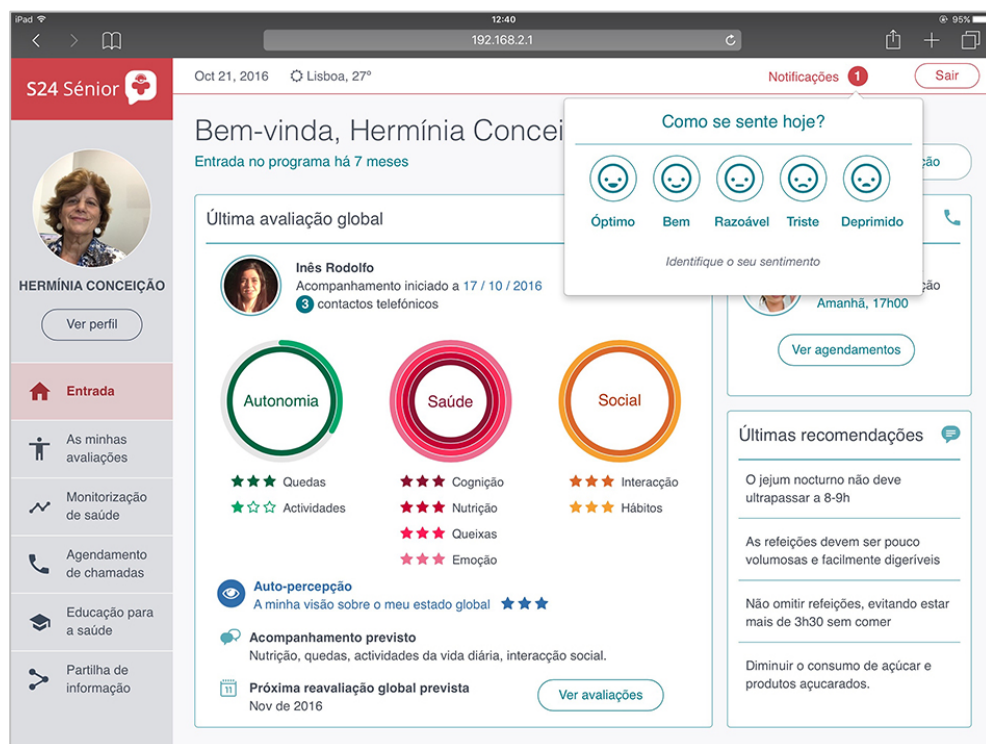 iPad
12:40
95%
192.168.2.1
S24 Sénior
Oct 21, 2016
Lisboa, 27º
Notificações 1
Sair
Bem-vinda, Hermínia Concei
Entrada no programa há 7 meses
Como se sente hoje?
Óptimo Bem Razoável Triste Deprimido
Identifique o seu sentimento
ção
HERMÍNIA CONCEIÇÃO
Ver perfil
Entrada
As minhas
avaliações
Monitorização
de saúde
Agendamento
de chamadas
Educação para
a saúde
Partilha de
informação
Última avaliação global
Inês Rodolfo
Acompanhamento iniciado a 17 / 10 / 2016
3 contactos telefónicos
Autonomia
Quedas
Actividades
Saúde
Cognição
Nutrição
Queixas
Emoção
Social
Interacção
Hábitos
Auto-percepção
A minha visão sobre o meu estado global
Acompanhamento previsto
Nutrição, quedas, actividades da vida diária, interacção social.
11
Próxima reavaliação global prevista
Nov de 2016
Ver avaliações
ção
Amanhã, 17h00
Ver agendamentos
Últimas recomendações
O jejum nocturno não deve
ultrapassar a 8-9h
As refeições devem ser pouco
volumosas e facilmente digeríveis
Não omitir refeições, evitando estar
mais de 3h30 sem comer
Diminuir o consumo de açúcar e
produtos açucarados.